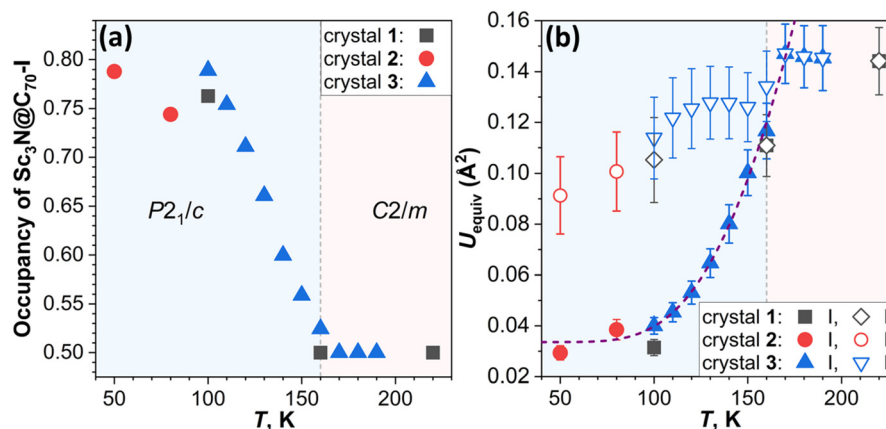 (a)
crystal 1:
crystal 2:
crystal 3:
0.80
0.75
0.70
0.65
0.60
0.55
0.50
Occupancy of Sc₃N@C₇₀-I
P2₁/c
C2/m
50
100
150
200
T, K
(b)
0.16
0.14
0.12
0.10
0.08
0.06
0.04
0.02
U_equiv (Å²)
crystal 1: I,
crystal 2: I,
crystal 3: I,
50
100
150
200
T, K